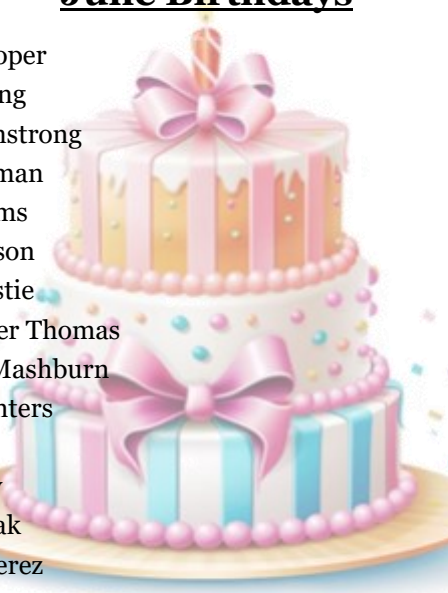 June Birthdays
oper
ng
nstrong
man
ms
son
stie
er Thomas
Mashburn
nters
ak
erez